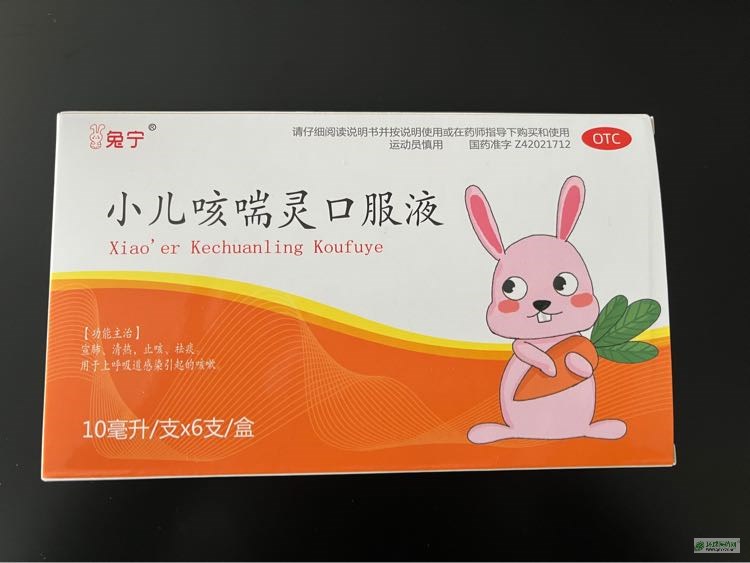 兔宁®
请仔细阅读说明书并按说明使用或在药师指导下购买和使用
运动员慎用 国药准字 Z42021712
OTC
小儿咳喘灵口服液
Xiao'er Kechuanling Koufuye
【功能主治】
宣肺、清热,止咳、祛痰。
用于上呼吸道感染引起的咳嗽。
10毫升/支x6支/盒